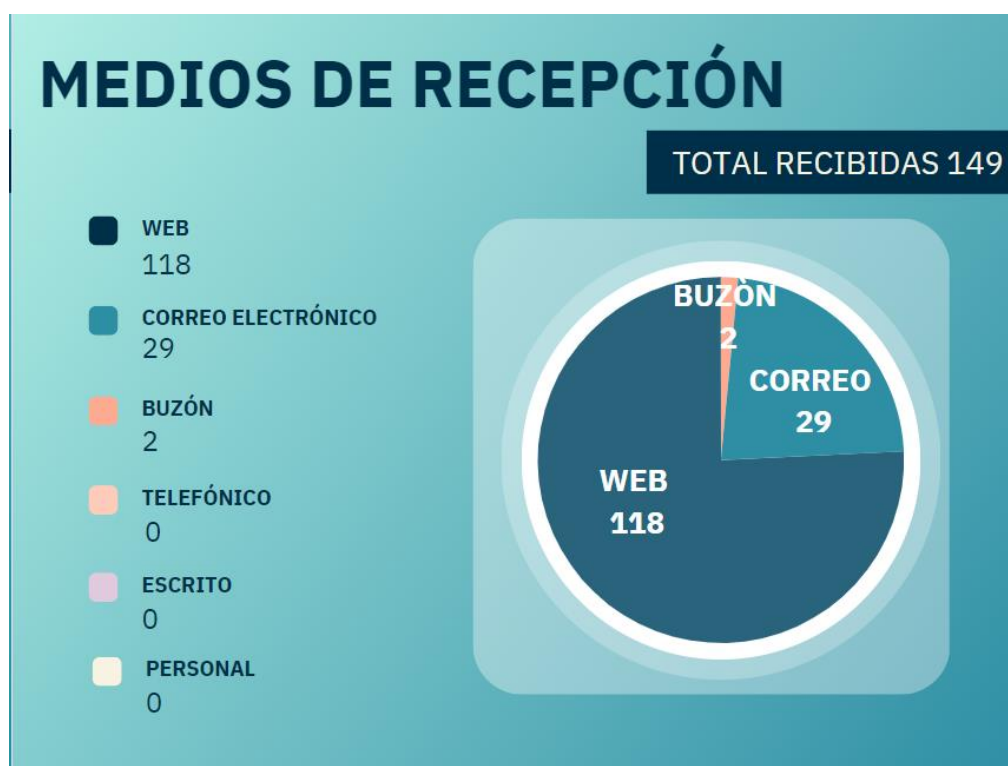 MEDIOS DE RECEPCIÓN
TOTAL RECIBIDAS 149
WEB
118
CORREO ELECTRÓNICO
29
BUZÓN
2
TELEFÓNICO
0
ESCRITO
0
PERSONAL
0
BUZÒN
2
CORREO
29
WEB
118